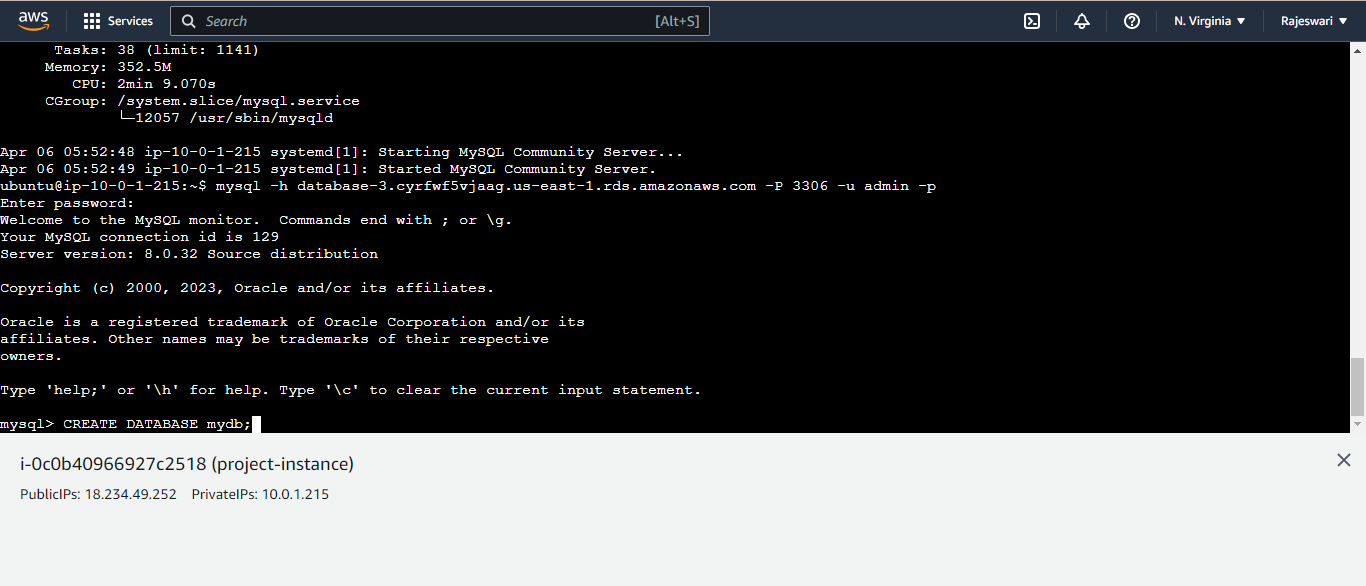 aws Services Search [Alt+S] N. Virginia Rajeswari
Tasks: 38 (limit: 1141)
Memory: 352.5M
CPU: 2min 9.070s
CGroup: /system.slice/mysql.service
└─12057 /usr/sbin/mysqld
Apr 06 05:52:48 ip-10-0-1-215 systemd[1]: Starting MySQL Community Server...
Apr 06 05:52:49 ip-10-0-1-215 systemd[1]: Started MySQL Community Server.
ubuntu@ip-10-0-1-215:~$ mysql -h database-3.cyrfwf5vjaag.us-east-1.rds.amazonaws.com -P 3306 -u admin -p
Enter password:
Welcome to the MySQL monitor.  Commands end with ; or \g.
Your MySQL connection id is 129
Server version: 8.0.32 Source distribution
Copyright (c) 2000, 2023, Oracle and/or its affiliates.
Oracle is a registered trademark of Oracle Corporation and/or its
affiliates. Other names may be trademarks of their respective
owners.
Type 'help;' or '\h' for help. Type '\c' to clear the current input statement.
mysql> CREATE DATABASE mydb;
i-0c0b40966927c2518 (project-instance)
PublicIPs: 18.234.49.252 PrivateIPs: 10.0.1.215